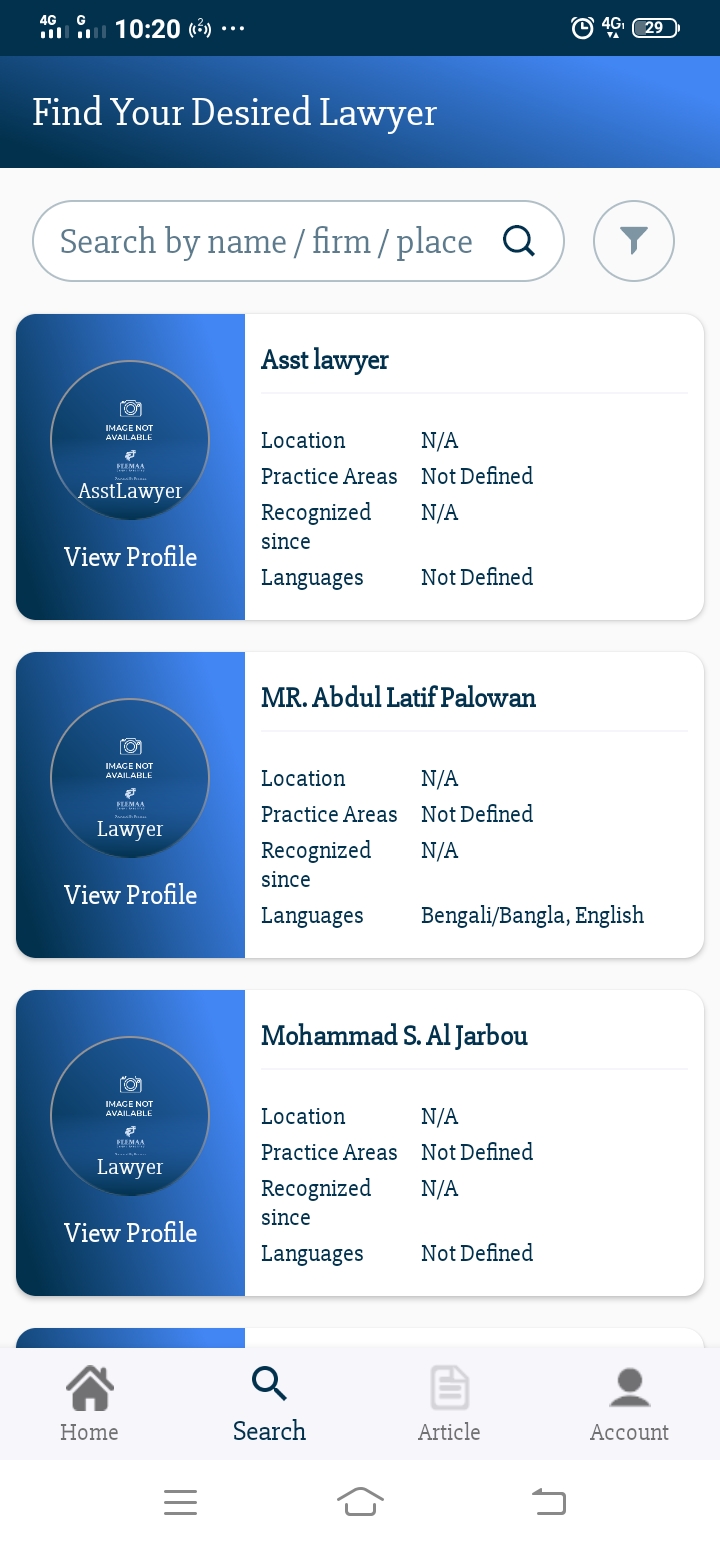 4G G 10:20 2 ... 4G 29
Find Your Desired Lawyer
Search by name / firm / place
Asst lawyer
IMAGE NOT
AVAILABLE
AsstLawyer
View Profile
Location N/A
Practice Areas Not Defined
Recognized since N/A
Languages Not Defined
MR. Abdul Latif Palowan
IMAGE NOT
AVAILABLE
Lawyer
View Profile
Location N/A
Practice Areas Not Defined
Recognized since N/A
Languages Bengali/Bangla, English
Mohammad S. Al Jarbou
IMAGE NOT
AVAILABLE
Lawyer
View Profile
Location N/A
Practice Areas Not Defined
Recognized since N/A
Languages Not Defined
Home Search Article Account